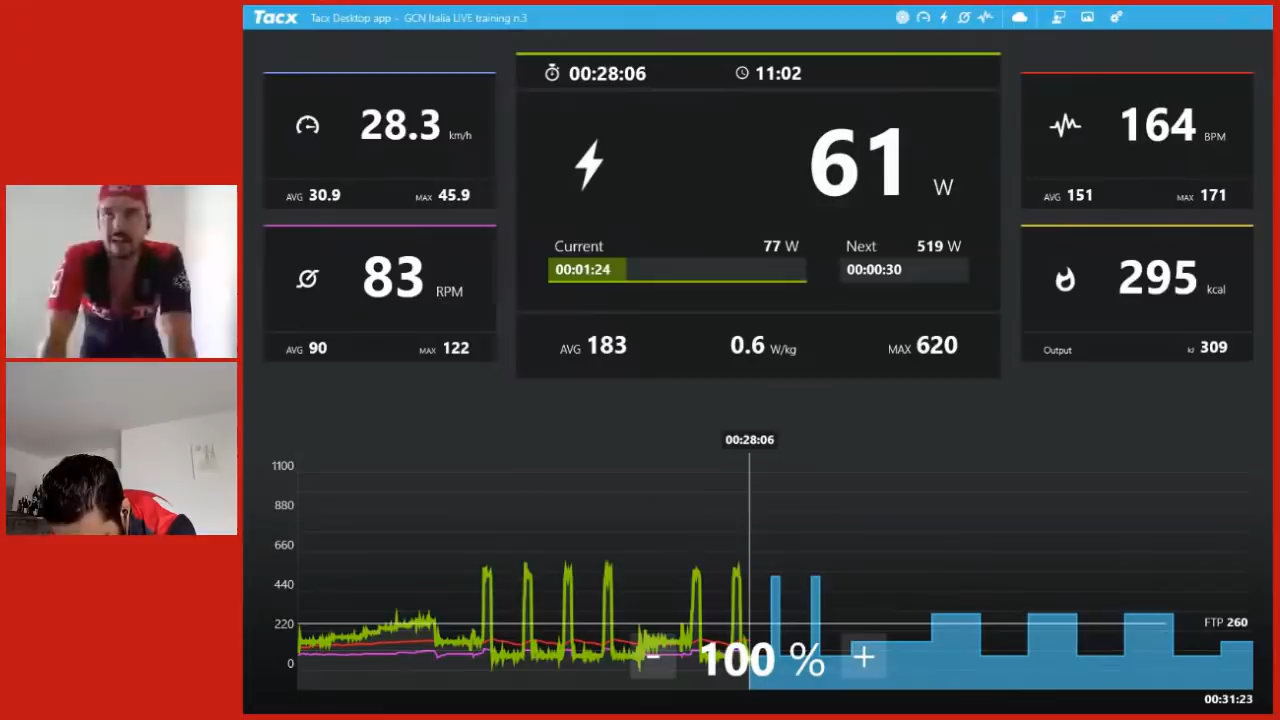 Tacx Tacx Desktop app - GCN Italia LIVE training n.3
00:28:06 11:02
28.3 km/h
AVG 30.9 MAX 45.9
61 W
164 BPM
AVG 151 MAX 171
83 RPM
AVG 90 MAX 122
Current 77 W Next 519 W
00:01:24 00:00:30
AVG 183 0.6 W/kg MAX 620
295 kcal
Output kJ 309
00:28:06
1100
880
660
440
220
0
FTP 260
- 100 % +
00:31:23